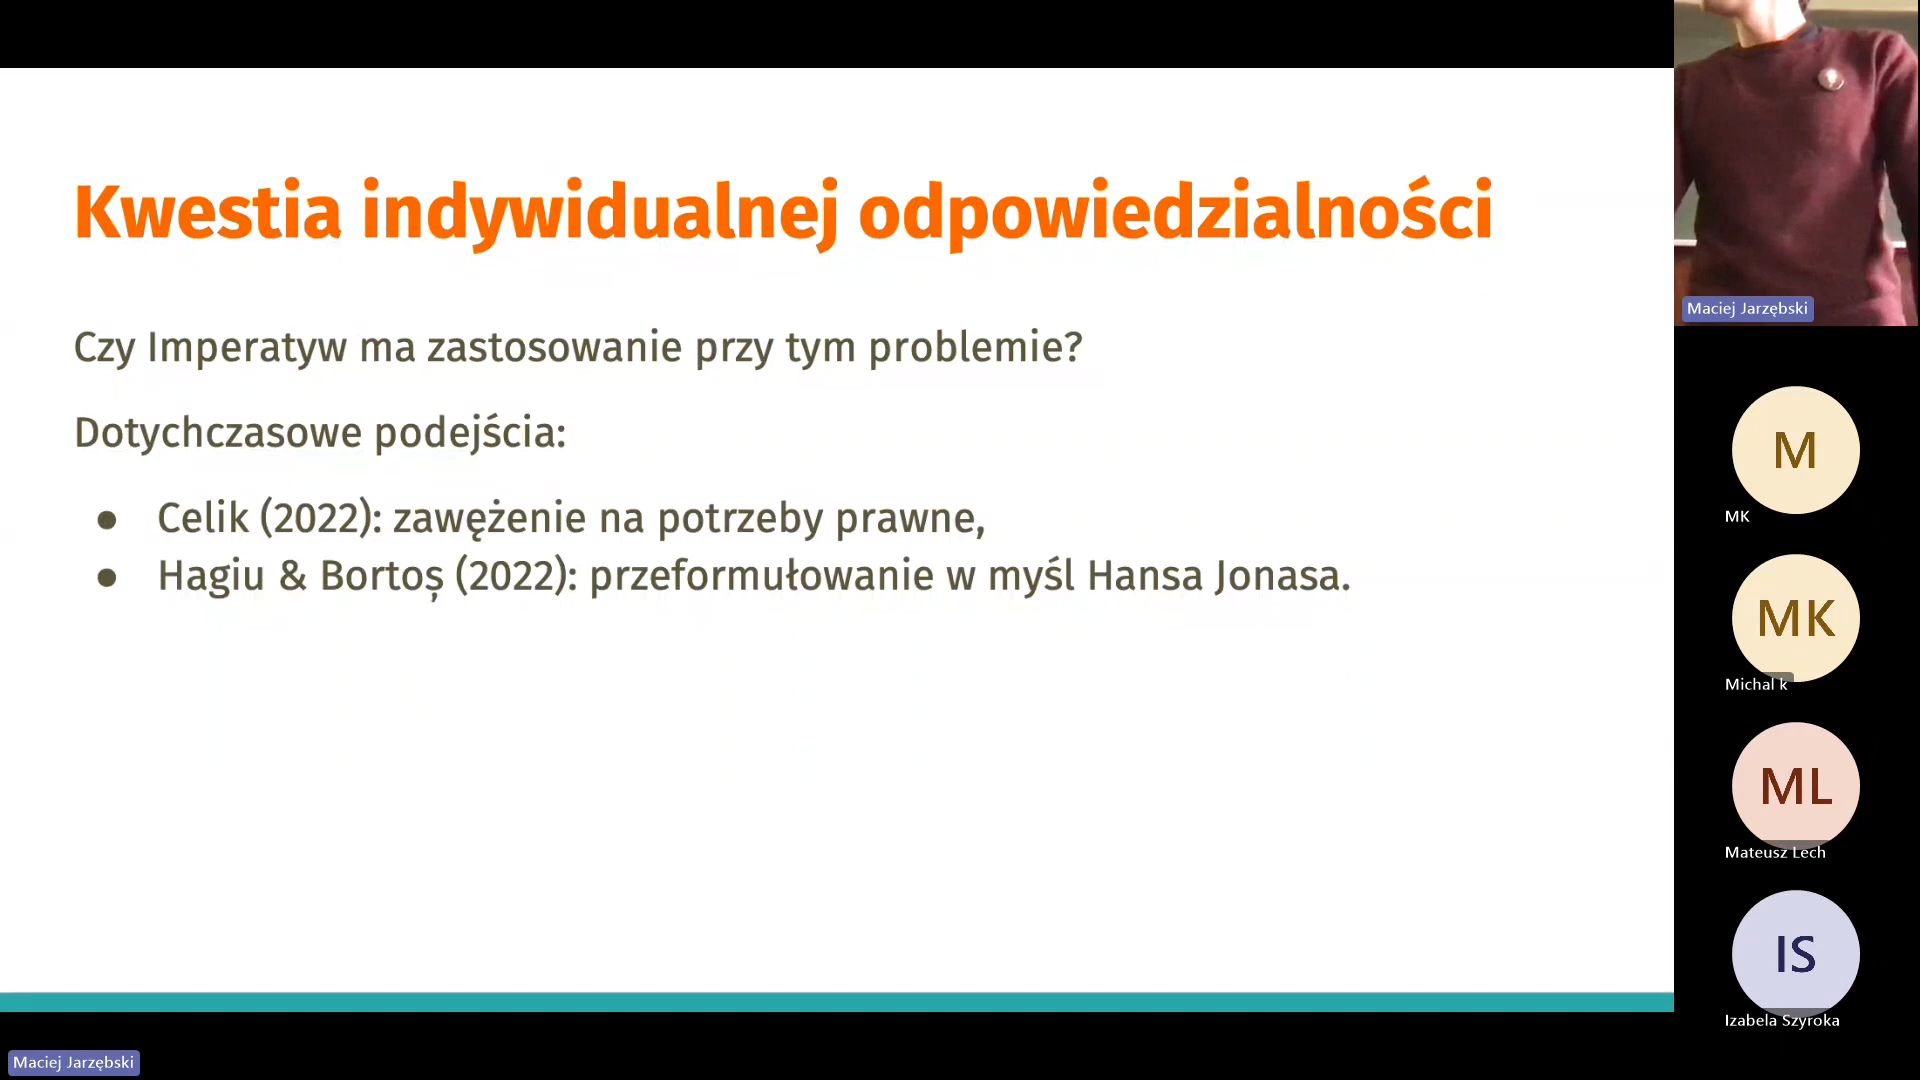 Kwestia indywidualnej odpowiedzialności
Czy Imperatyw ma zastosowanie przy tym problemie?
Dotychczasowe podejścia:
● Celik (2022): zawężenie na potrzeby prawne,
● Hagiu & Bortoș (2022): przeformułowanie w myśl Hansa Jonasa.
Maciej Jarzębski
M
MK
MK
Michal k
ML
Mateusz Lech
IS
Izabela Szyroka
Maciej Jarzębski